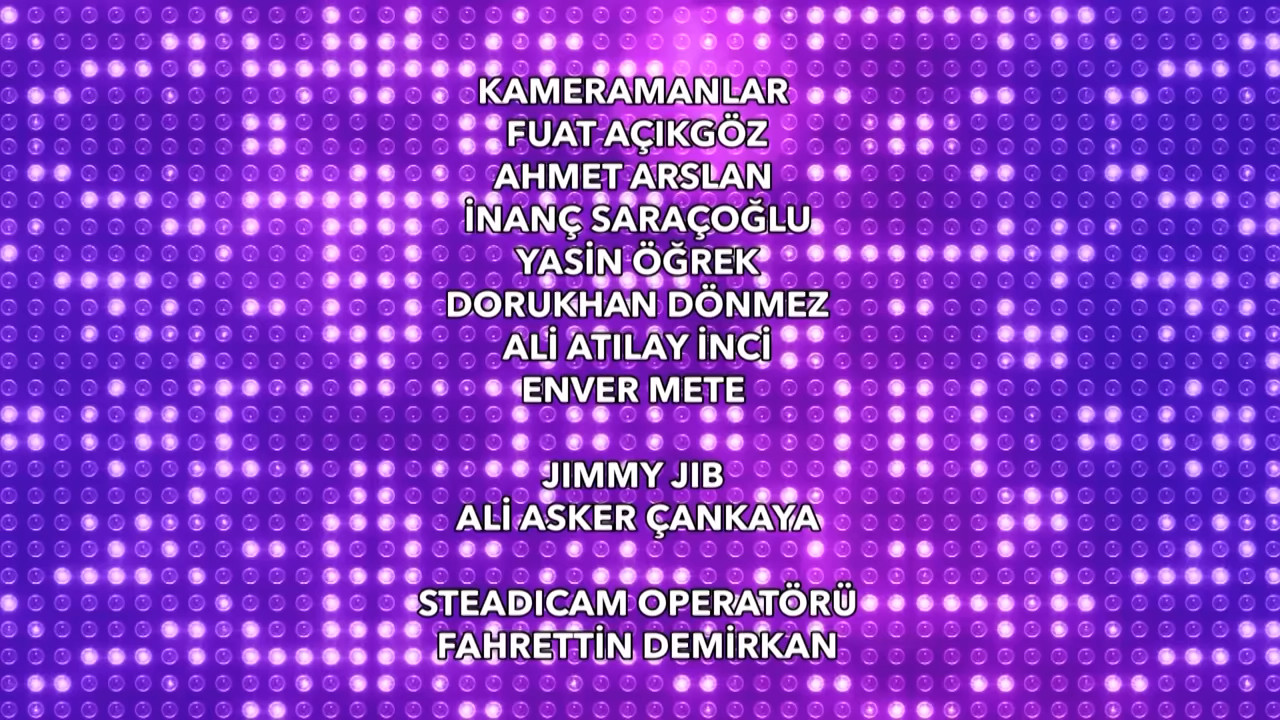 KAMERAMANLAR
FUAT AÇIKGÖZ
AHMET ARSLAN
İNANÇ SARAÇOĞLU
YASİN ÖĞREK
DORUKHAN DÖNMEZ
ALİ ATILAY İNCİ
ENVER METE
JIMMY JIB
ALİ ASKER ÇANKAYA
STEADICAM OPERATÖRÜ
FAHRETTİN DEMİRKAN